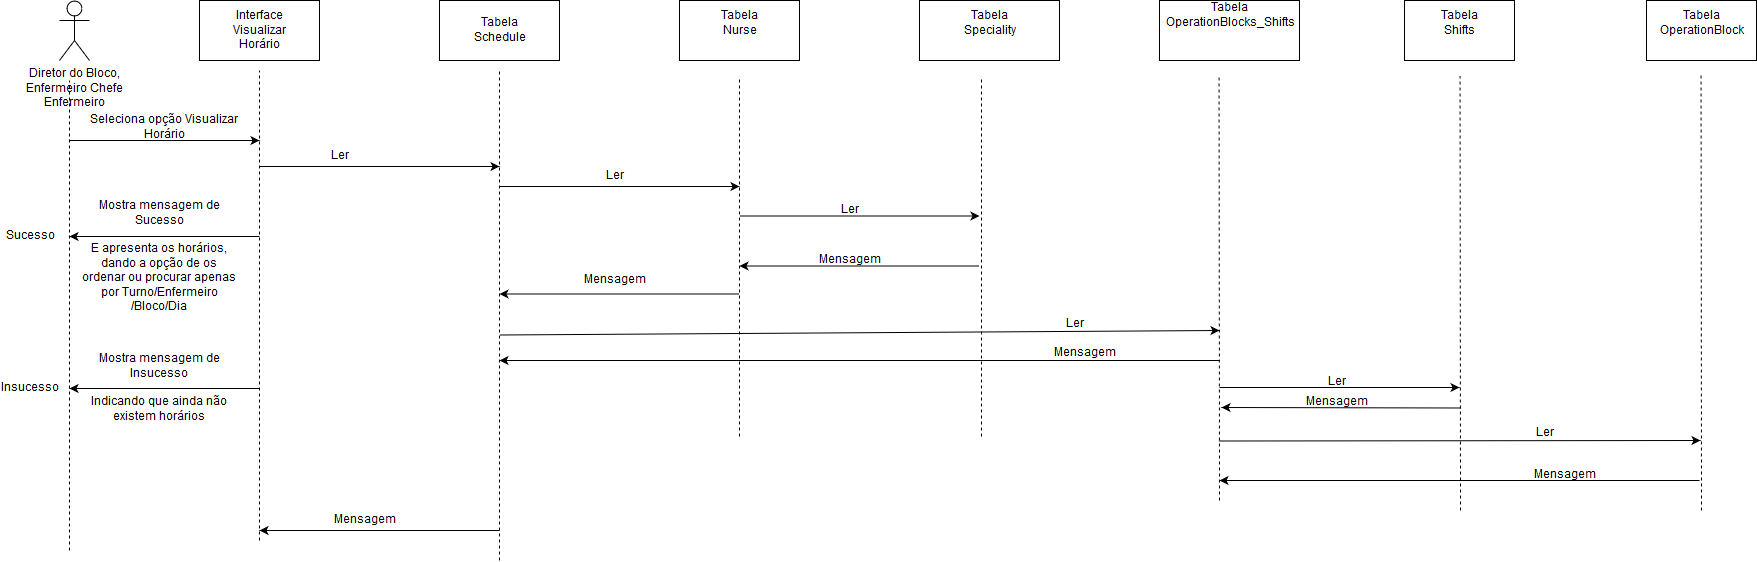 Interface
Visualizar
Horário
Tabela
Schedule
Tabela
Nurse
Tabela
Speciality
Tabela
OperationBlocks_Shifts
Tabela
Shifts
Tabela
OperationBlock
Diretor do Bloco,
Enfermeiro Chefe
Enfermeiro
Seleciona opção Visualizar
Horário
Ler
Ler
Ler
Mostra mensagem de
Sucesso
Sucesso
E apresenta os horários,
dando a opção de os
ordenar ou procurar apenas
por Turno/Enfermeiro
/Bloco/Dia
Mensagem
Mensagem
Ler
Mensagem
Mostra mensagem de
Insucesso
Insucesso
Indicando que ainda não
existem horários
Ler
Mensagem
Ler
Mensagem
Mensagem